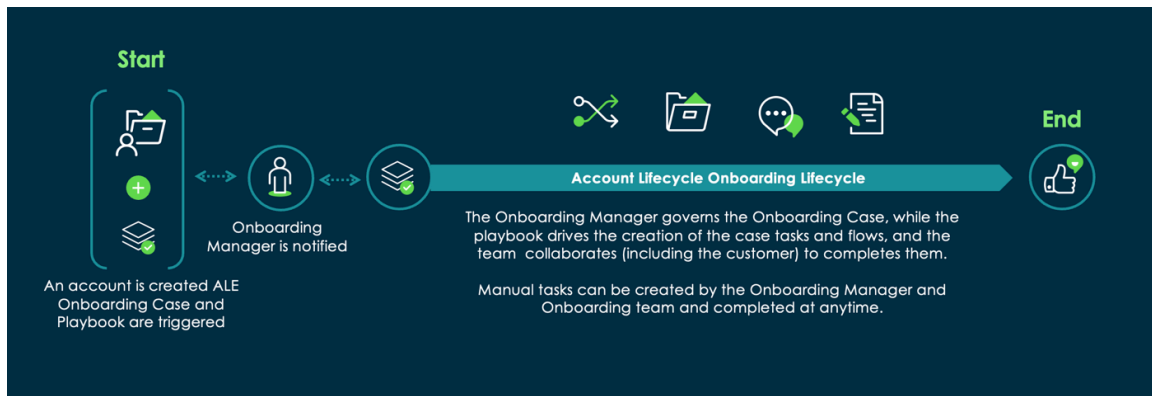 Start
An account is created ALE
Onboarding Case and
Playbook are triggered
Onboarding
Manager is notified
Account Lifecycle Onboarding Lifecycle
The Onboarding Manager governs the Onboarding Case, while the
playbook drives the creation of the case tasks and flows, and the
team collaborates (including the customer) to completes them.
Manual tasks can be created by the Onboarding Manager and
Onboarding team and completed at anytime.
End